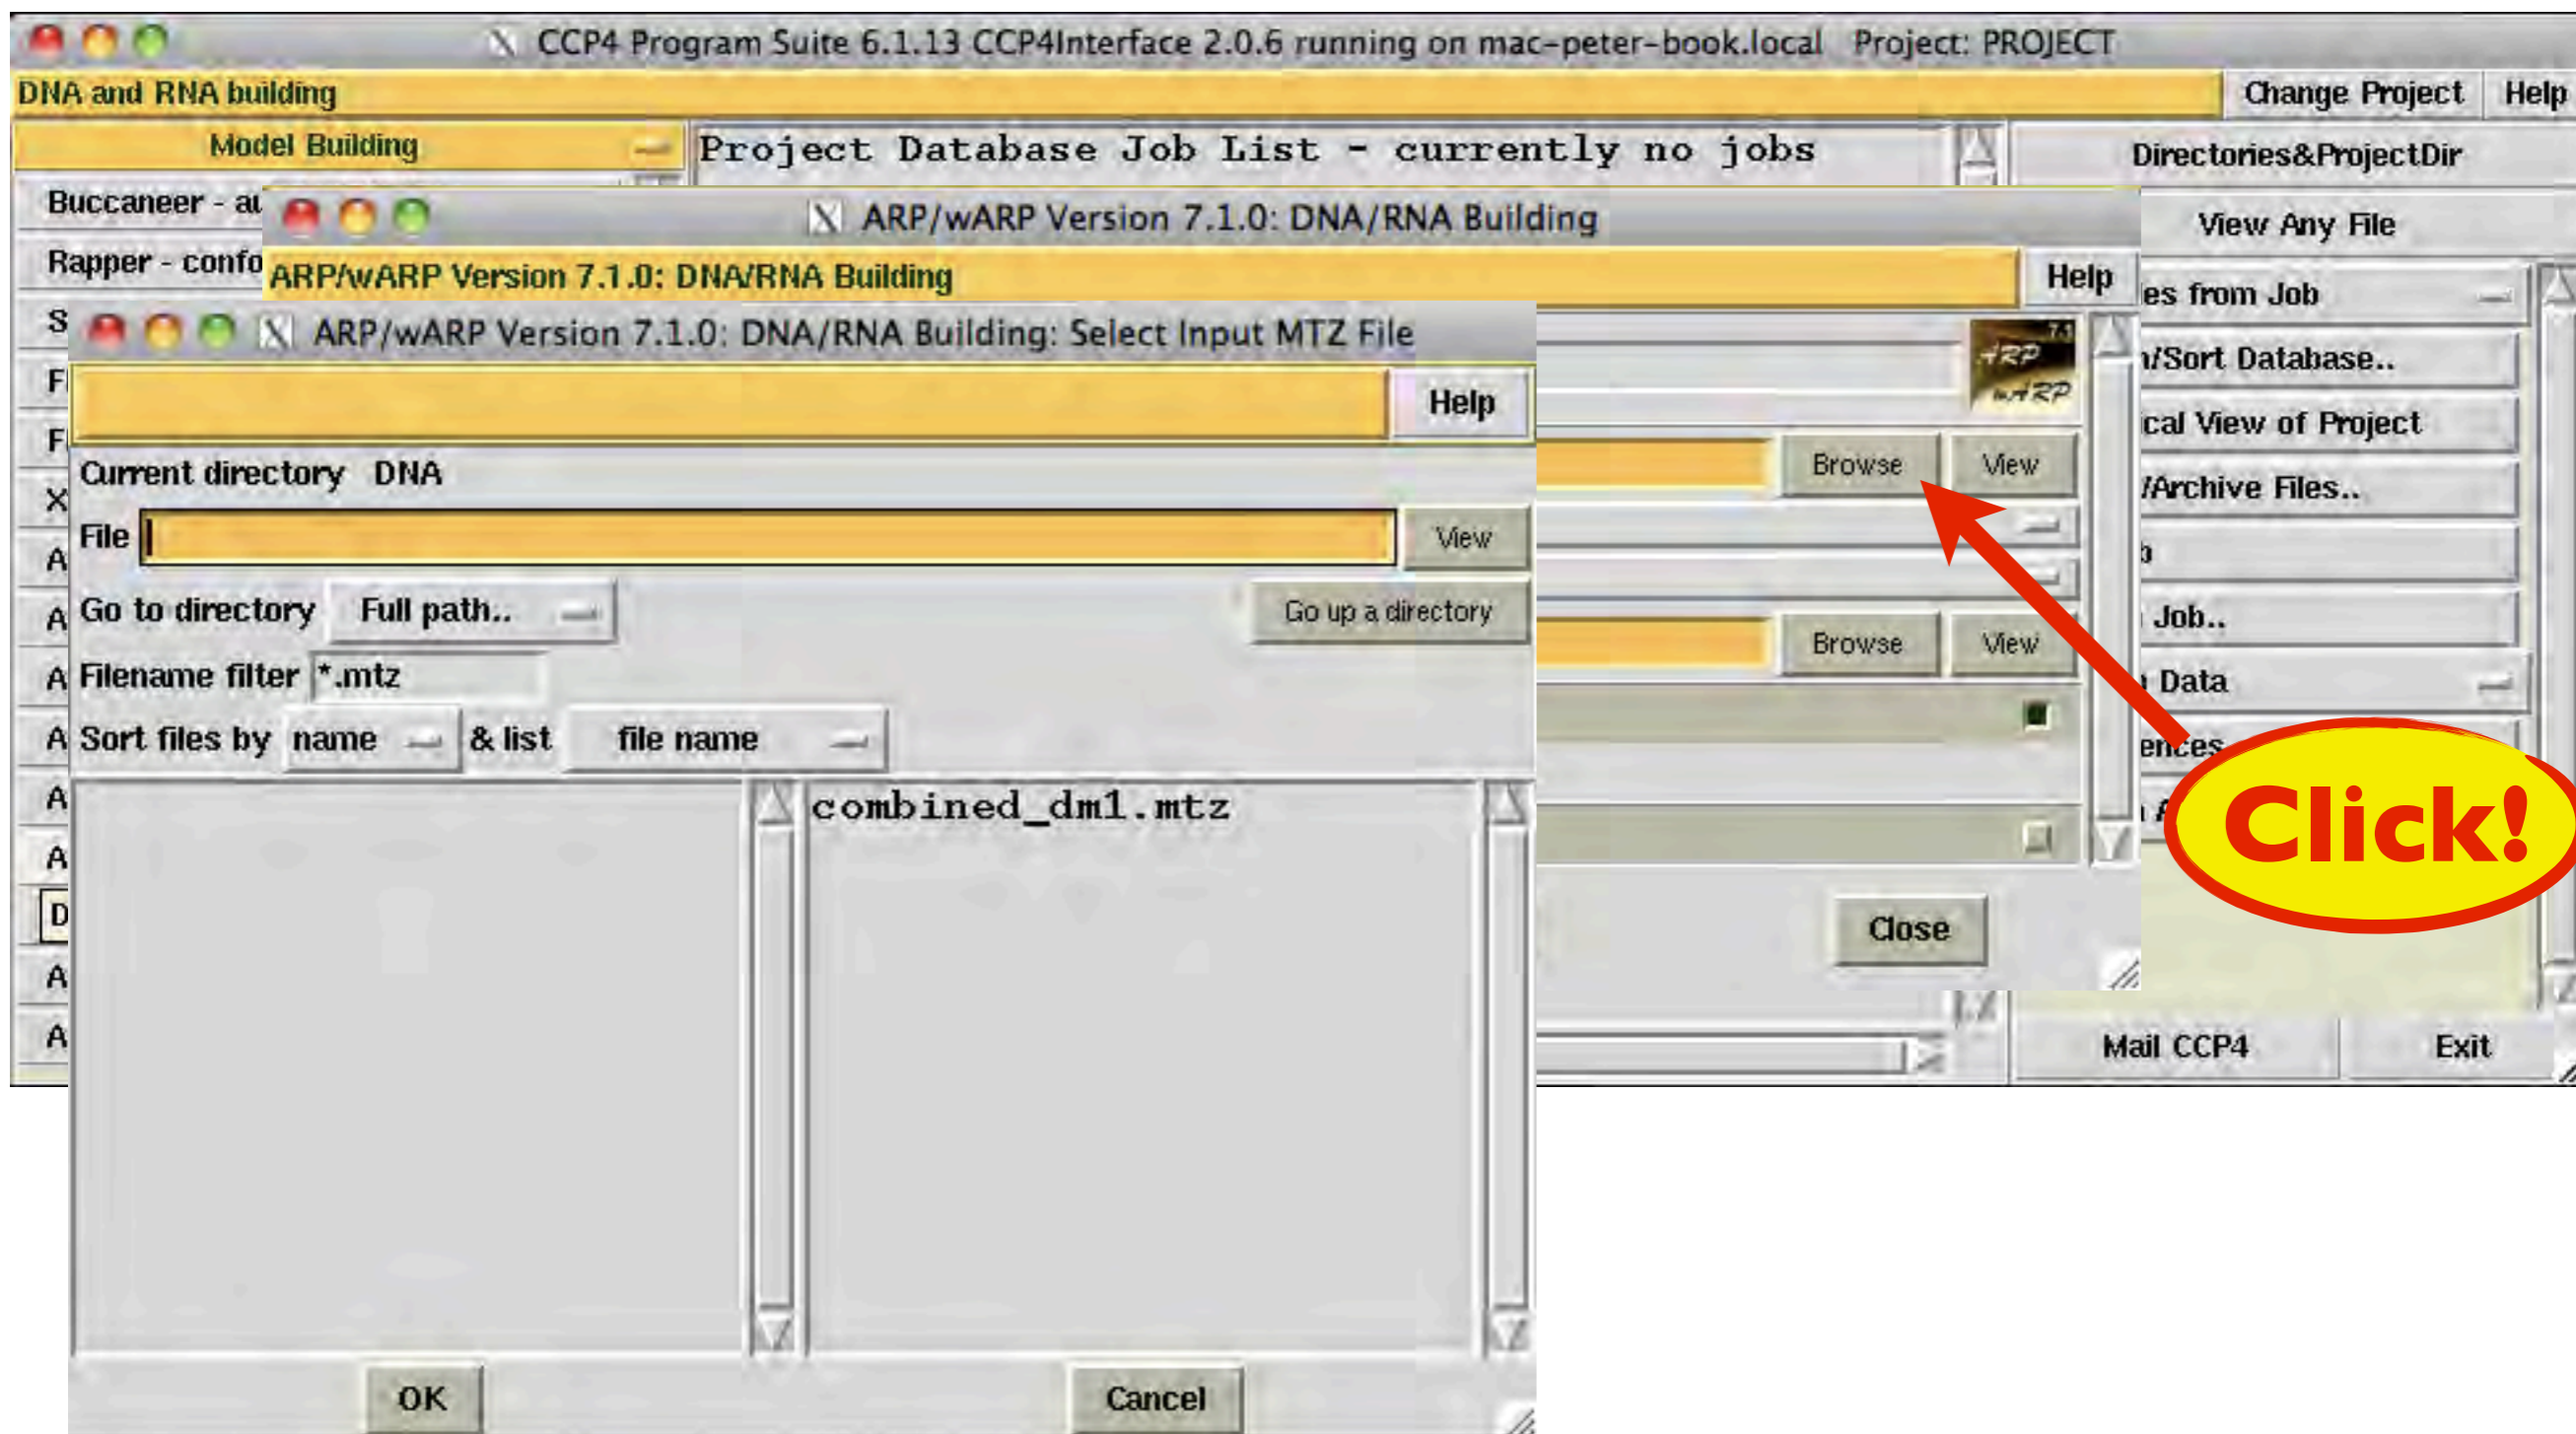 CCP4 Program Suite 6.1.13 CCP4Interface 2.0.6 running on mac-peter-book.local Project: PROJECT
DNA and RNA building
Change Project
Help
Model Building
Project Database Job List - currently no jobs
Directories&ProjectDir
View Any File
Buccaneer - au
Rapper - confo
ARP/wARP Version 7.1.0: DNA/RNA Building
ARP/wARP Version 7.1.0: DNA/RNA Building
Help
es from Job
/Sort Database..
cal View of Project
/Archive Files..
Job..
Data
ences
ARP
wARP
Browse
View
Browse
View
Close
Click!
Mail CCP4
Exit
ARP/wARP Version 7.1.0: DNA/RNA Building: Select Input MTZ File
Help
Current directory DNA
File
View
Go to directory Full path..
Go up a directory
Filename filter *.mtz
Sort files by name & list file name
combined_dm1.mtz
OK
Cancel